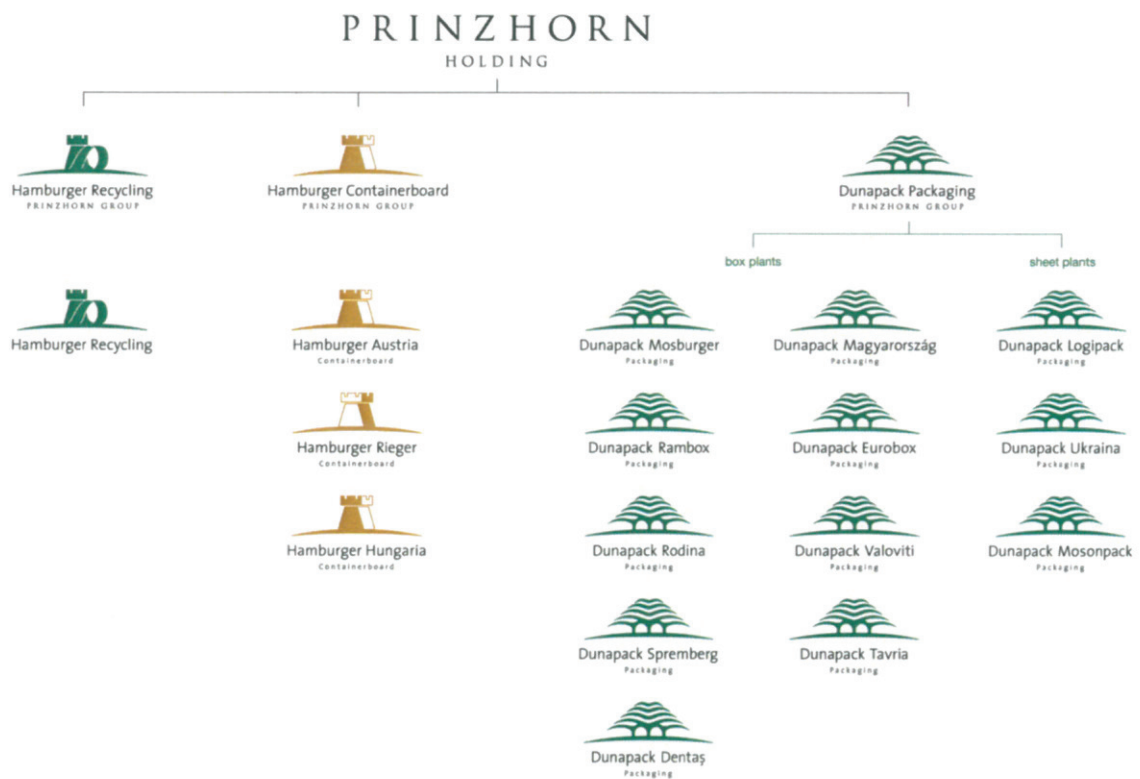 PRINZHORN
HOLDING
Hamburger Recycling
PRINZHORN GROUP
Hamburger Containerboard
PRINZHORN GROUP
Dunapack Packaging
PRINZHORN GROUP
box plants
sheet plants
Hamburger Recycling
Hamburger Austria
Containerboard
Dunapack Mosburger
Packaging
Dunapack Magyarország
Packaging
Dunapack Logipack
Packaging
Hamburger Rieger
Containerboard
Dunapack Rambox
Packaging
Dunapack Eurobox
Packaging
Dunapack Ukraina
Packaging
Hamburger Hungaria
Containerboard
Dunapack Rodina
Packaging
Dunapack Valoviti
Packaging
Dunapack Mosonpack
Packaging
Dunapack Spremberg
Packaging
Dunapack Tavria
Packaging
Dunapack Dentaş
Packaging